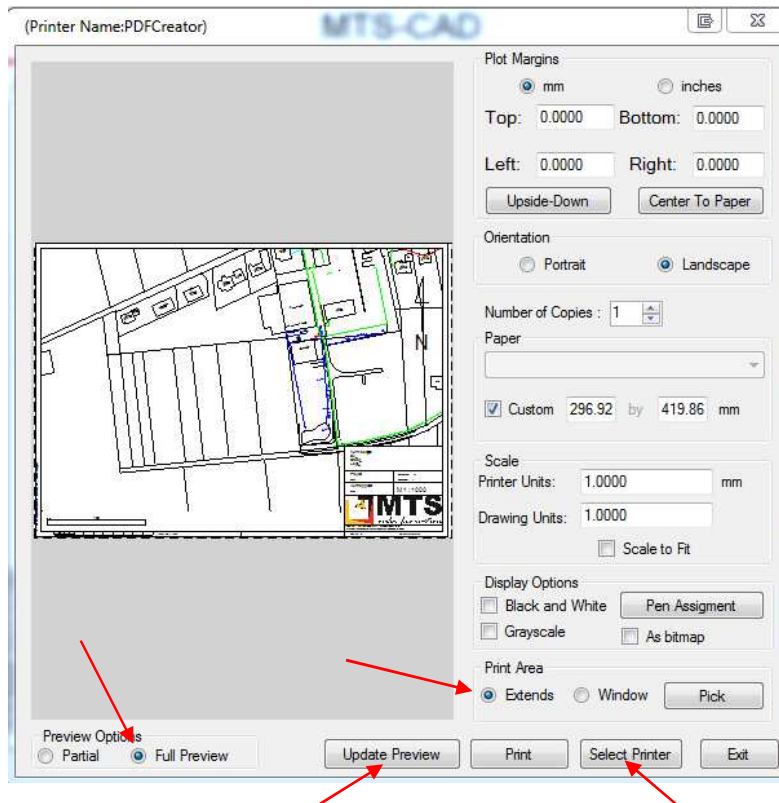 (Printer Name:PDFCreator)
MTS-CAD
Plot Margins
mm
inches
Top: 0.0000 Bottom: 0.0000
Left: 0.0000 Right: 0.0000
Upside-Down
Center To Paper
Orientation
Portrait
Landscape
Number of Copies : 1
Paper
Custom 296.92 by 419.86 mm
Scale
Printer Units: 1.0000 mm
Drawing Units: 1.0000
Scale to Fit
Display Options
Black and White
Pen Assigment
Grayscale
As bitmap
Print Area
Extends
Window
Pick
N
MTS
Preview Options
Partial
Full Preview
Update Preview
Print
Select Printer
Exit